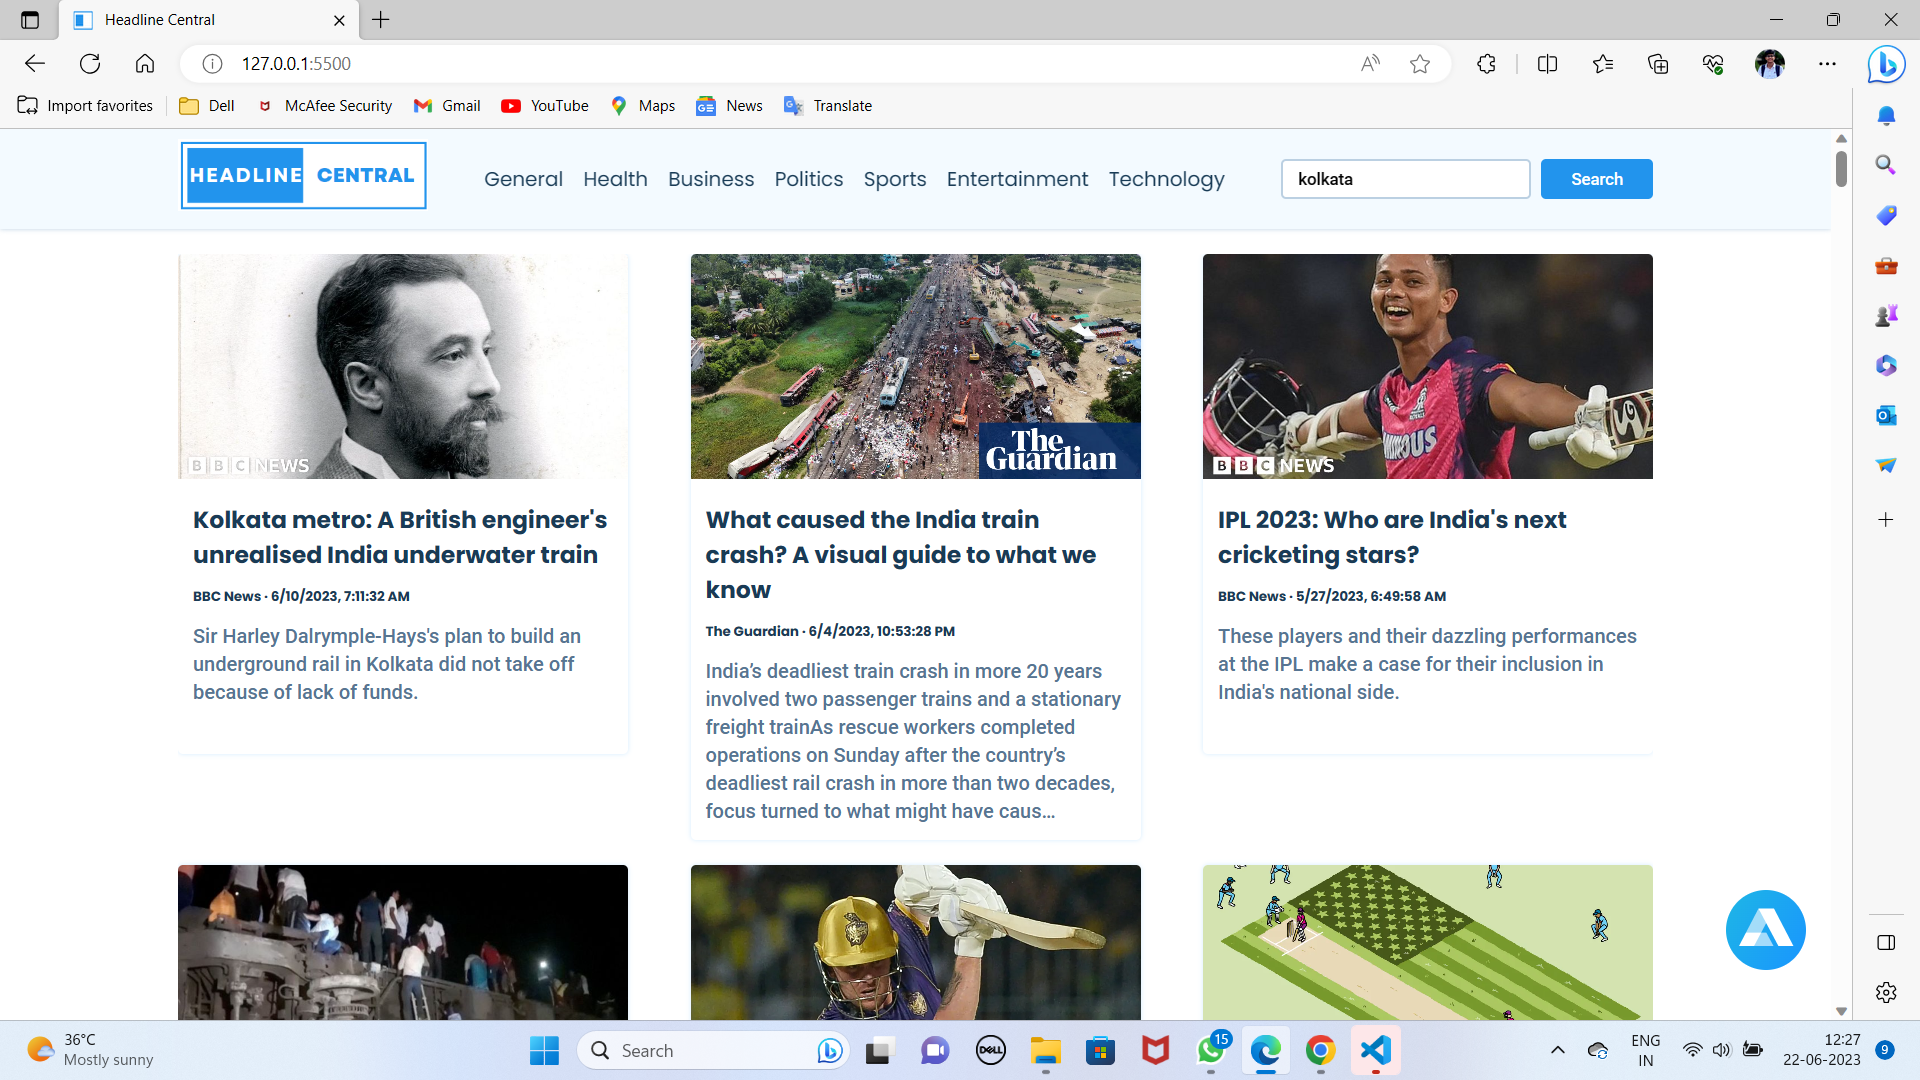 Headline Central
127.0.0.1:5500
Import favorites
Dell
McAfee Security
Gmail
YouTube
Maps
News
Translate
HEADLINE CENTRAL
General
Health
Business
Politics
Sports
Entertainment
Technology
kolkata
Search
BBC NEWS
The
Guardian
BBC NEWS
Kolkata metro: A British engineer's
unrealised India underwater train
BBC News · 6/10/2023, 7:11:32 AM
Sir Harley Dalrymple-Hays's plan to build an
underground rail in Kolkata did not take off
because of lack of funds.
What caused the India train
crash? A visual guide to what we
know
The Guardian · 6/4/2023, 10:53:28 PM
India’s deadliest train crash in more 20 years
involved two passenger trains and a stationary
freight trainAs rescue workers completed
operations on Sunday after the country’s
deadliest rail crash in more than two decades,
focus turned to what might have caus…
IPL 2023: Who are India's next
cricketing stars?
BBC News · 5/27/2023, 6:49:58 AM
These players and their dazzling performances
at the IPL make a case for their inclusion in
India's national side.
36°C
Mostly sunny
Search
DELL
15
ENG
IN
12:27
22-06-2023
9